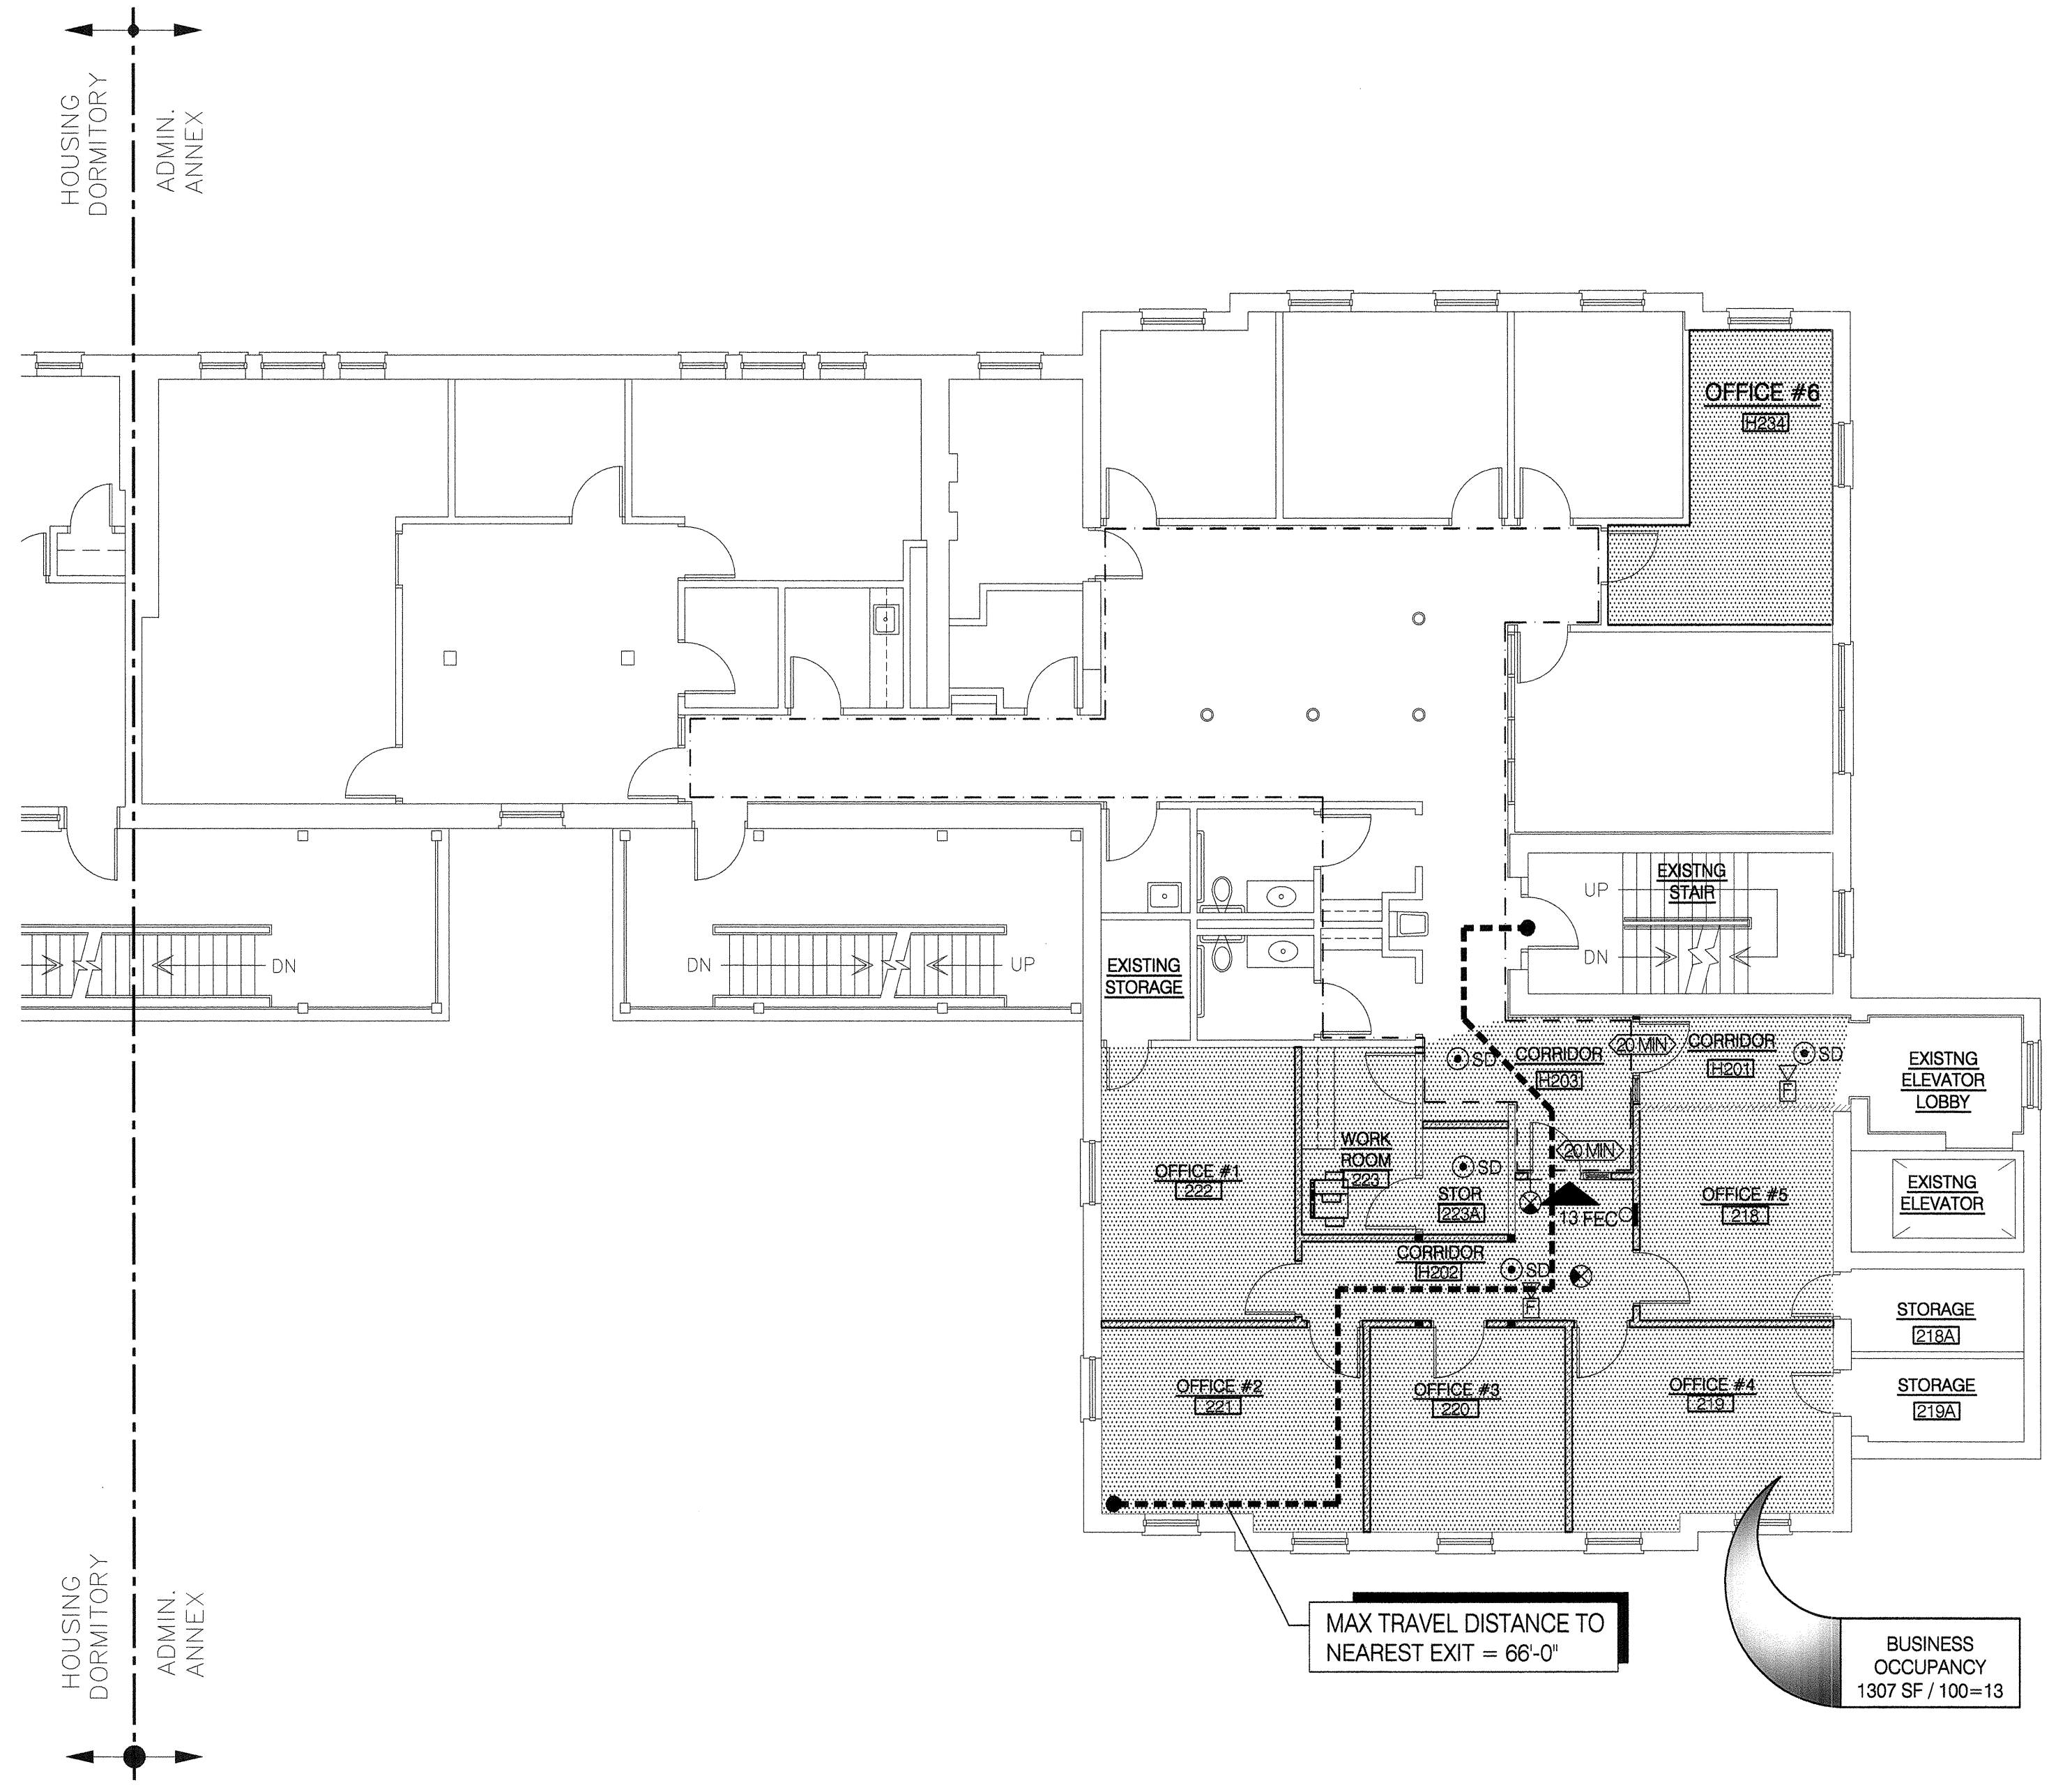 HOUSING
DORMITORY
ADMIN.
ANNEX
OFFICE #6
H234
UP
EXISTNG
STAIR
DN
DN
DN
UP
EXISTING
STORAGE
SD
CORRIDOR
H203
20 MIN
CORRIDOR
H201
SD
F
EXISTNG
ELEVATOR
LOBBY
WORK
ROOM
223
20 MIN
OFFICE #1
222
SD
STOR
223A
13
FEC
OFFICE #5
218
EXISTNG
ELEVATOR
CORRIDOR
H202
SD
F
STORAGE
218A
OFFICE #2
221
OFFICE #3
220
OFFICE #4
219
STORAGE
219A
HOUSING
DORMITORY
ADMIN.
ANNEX
MAX TRAVEL DISTANCE TO
NEAREST EXIT = 66'-0"
BUSINESS
OCCUPANCY
1307 SF / 100=13